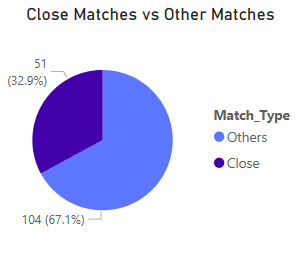 Close Matches vs Other Matches
51
(32.9%)
Match_Type
Others
Close
104 (67.1%)